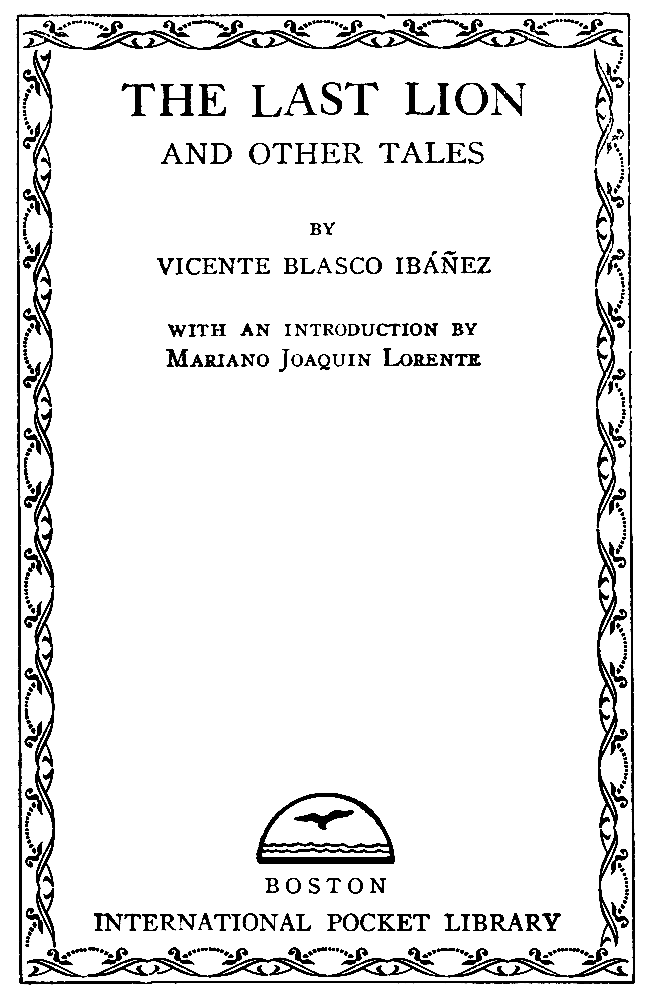 THE LAST LION
AND OTHER TALES
BY
VICENTE BLASCO IBÁÑEZ
WITH AN INTRODUCTION BY
MARIANO JOAQUIN LORENTE
BOSTON
INTERNATIONAL POCKET LIBRARY